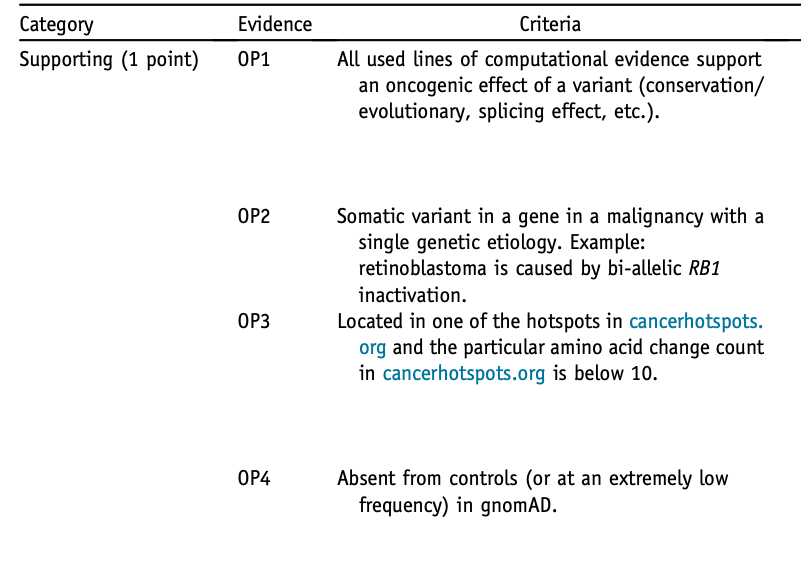 Category Evidence Criteria
Supporting (1 point) OP1 All used lines of computational evidence support
an oncogenic effect of a variant (conservation/
evolutionary, splicing effect, etc.).
OP2 Somatic variant in a gene in a malignancy with a
single genetic etiology. Example:
retinoblastoma is caused by bi-allelic RB1
inactivation.
OP3 Located in one of the hotspots in cancerhotspots.
org and the particular amino acid change count
in cancerhotspots.org is below 10.
OP4 Absent from controls (or at an extremely low
frequency) in gnomAD.